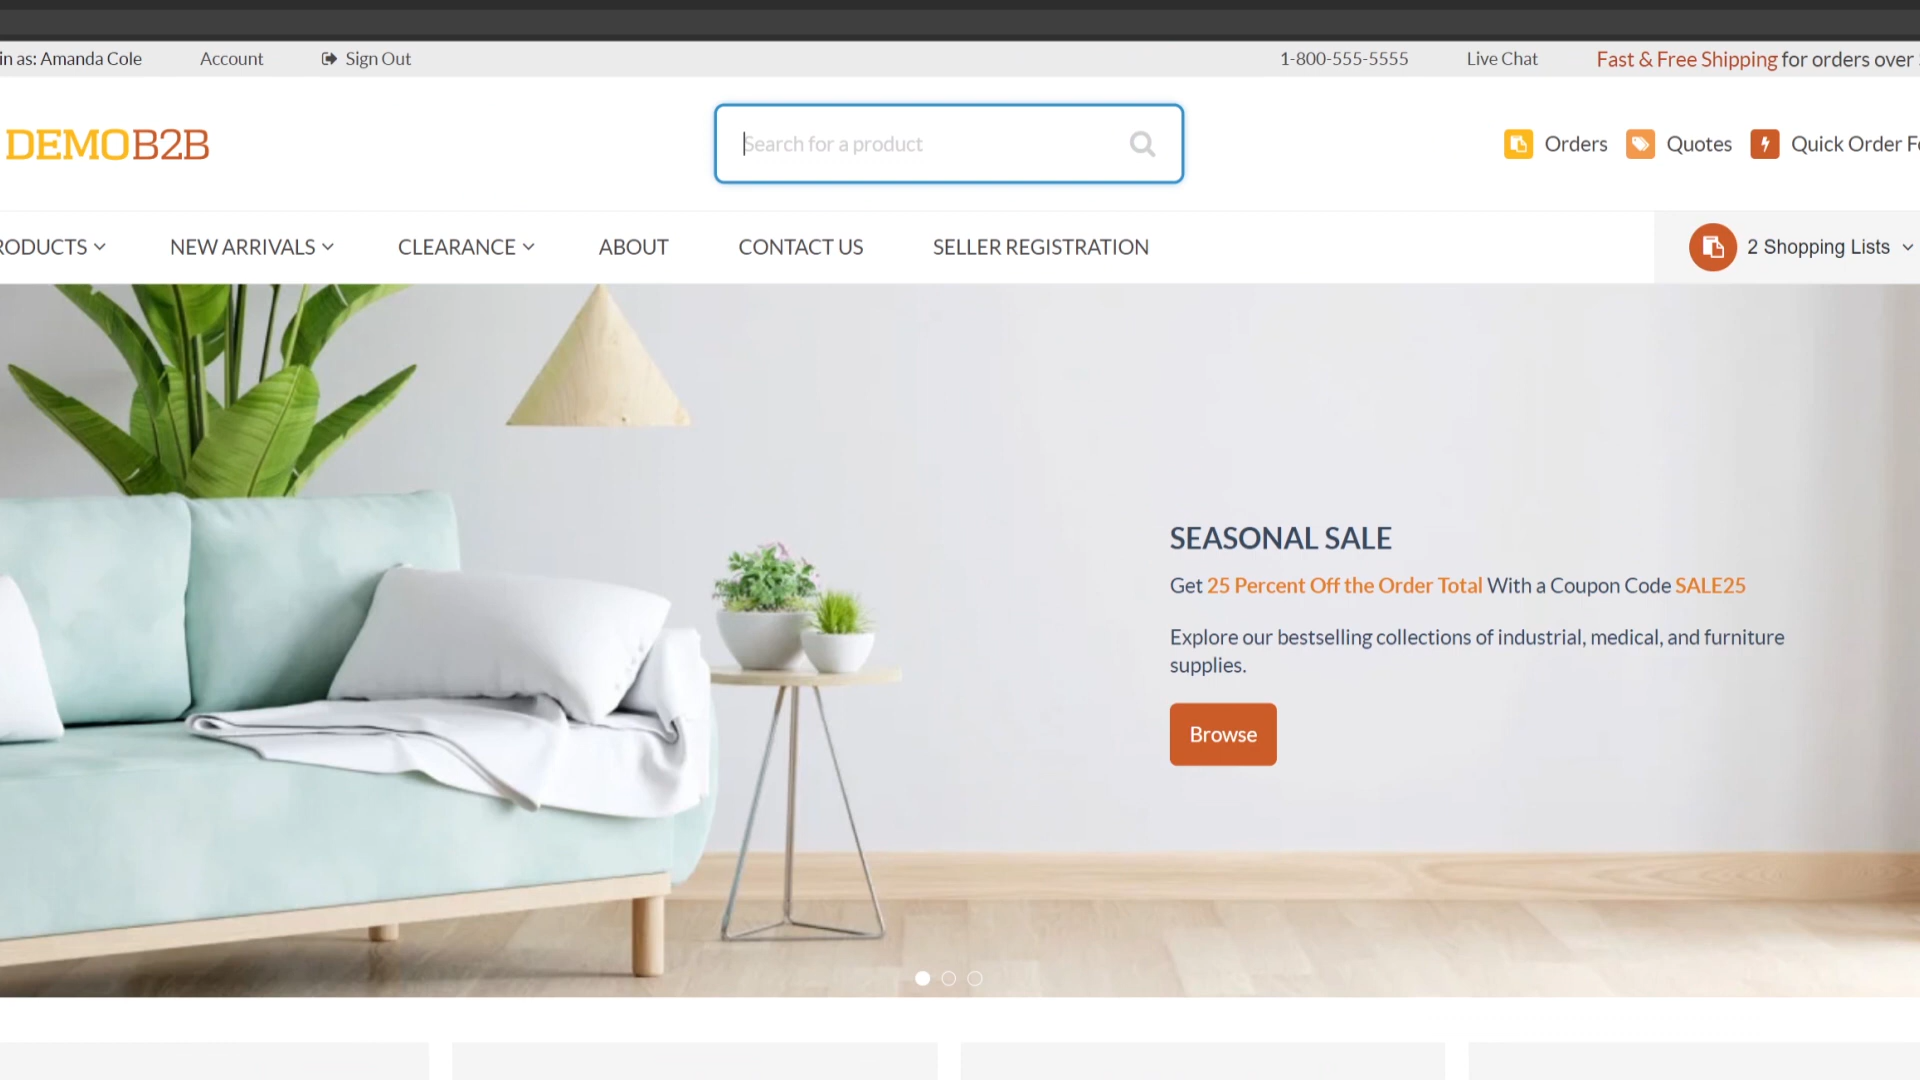 in as: Amanda Cole Account Sign Out 1-800-555-5555 Live Chat Fast & Free Shipping for orders over
DEMOB2B Search for a product Orders Quotes Quick Order
NEW ARRIVALS CLEARANCE ABOUT CONTACT US SELLER REGISTRATION 2 Shopping Lists
SEASONAL SALE
Get 25 Percent Off the Order Total With a Coupon Code SALE25
Explore our bestselling collections of industrial, medical, and furniture
supplies.
Browse